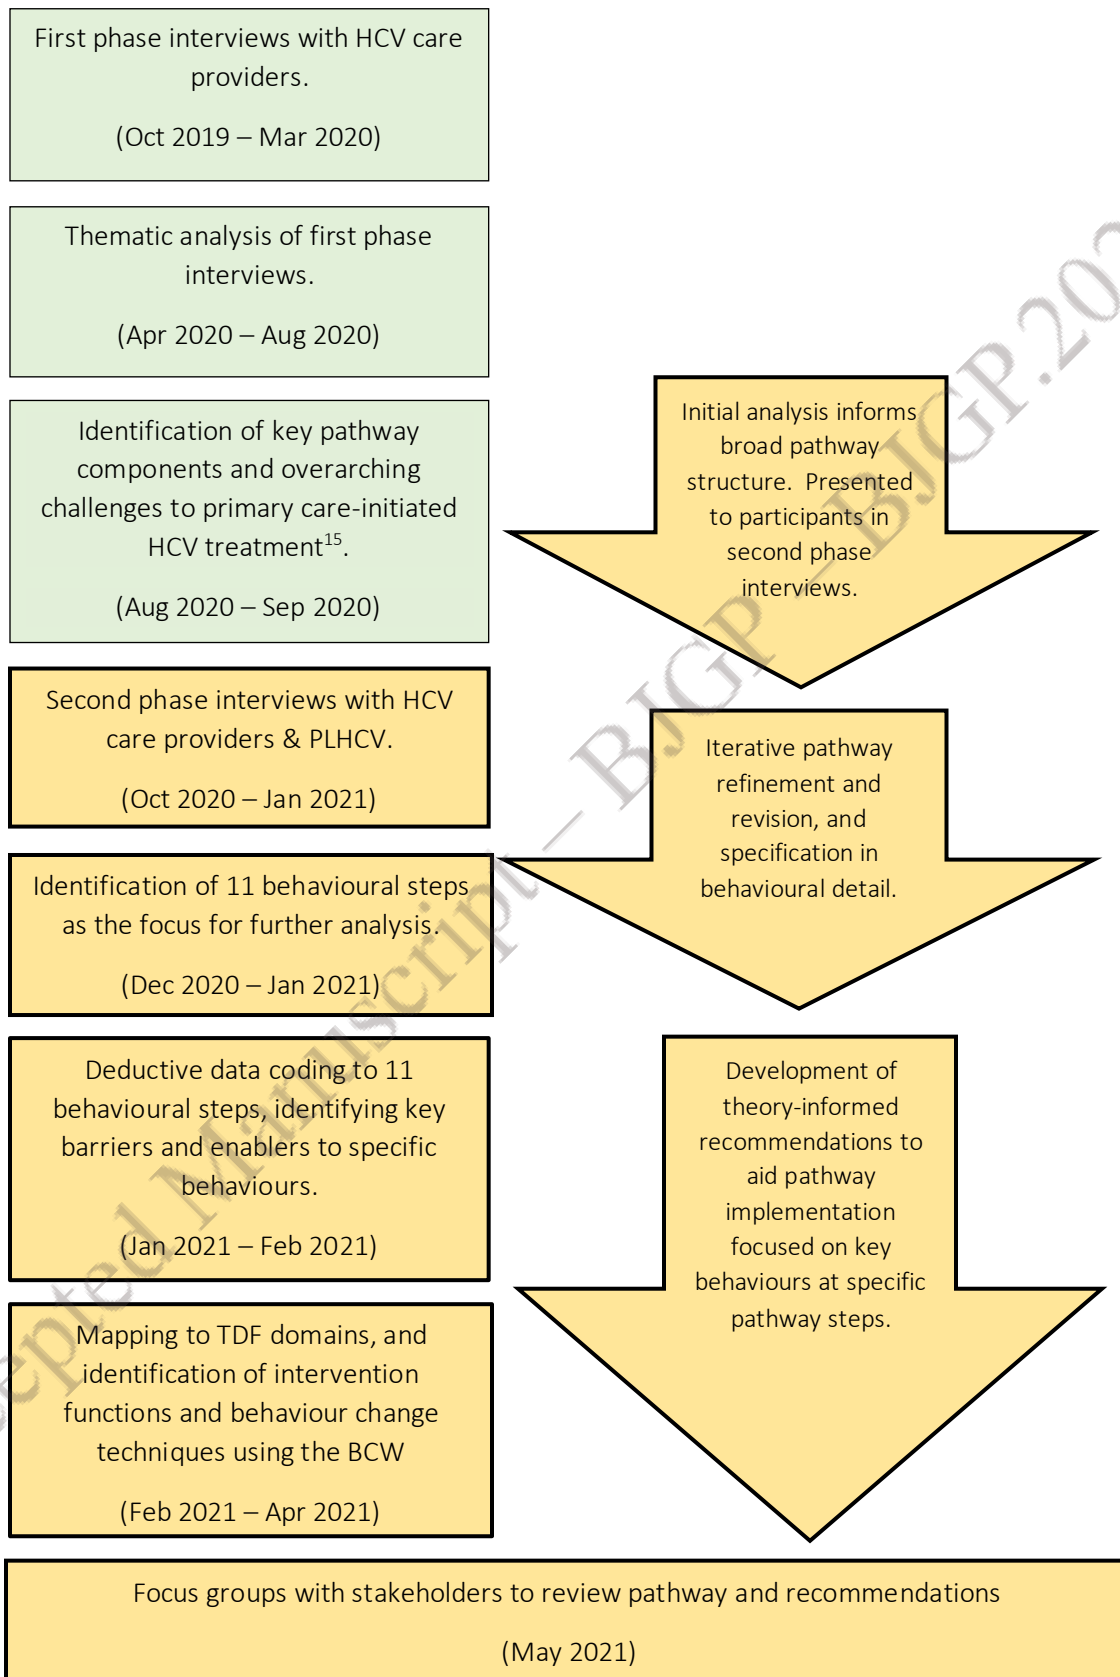 First phase interviews with HCV care
providers.
(Oct 2019 – Mar 2020)
Thematic analysis of first phase
interviews.
(Apr 2020 – Aug 2020)
Identification of key pathway
components and overarching
challenges to primary care-initiated
HCV treatment¹⁵.
(Aug 2020 – Sep 2020)
Initial analysis informs
broad pathway
structure. Presented
to participants in
second phase
interviews.
Second phase interviews with HCV
care providers & PLHCV.
(Oct 2020 – Jan 2021)
Iterative pathway
refinement and
revision, and
specification in
behavioural detail.
Identification of 11 behavioural steps
as the focus for further analysis.
(Dec 2020 – Jan 2021)
Deductive data coding to 11
behavioural steps, identifying key
barriers and enablers to specific
behaviours.
(Jan 2021 – Feb 2021)
Development of
theory-informed
recommendations to
aid pathway
implementation
focused on key
behaviours at specific
pathway steps.
Mapping to TDF domains, and
identification of intervention
functions and behaviour change
techniques using the BCW
(Feb 2021 – Apr 2021)
Focus groups with stakeholders to review pathway and recommendations
(May 2021)
Manuscript – BJGP – BJGP.20